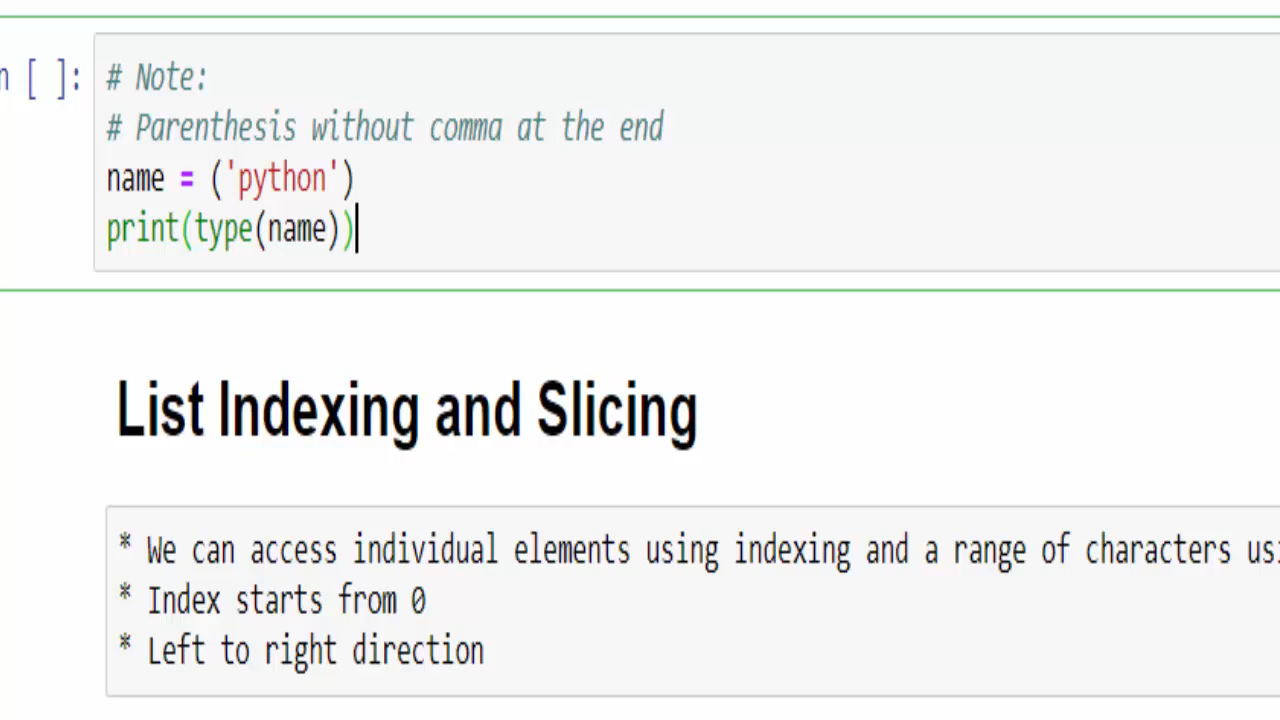 n [ ]:
# Note:
# Parenthesis without comma at the end
name = ('python')
print(type(name))
List Indexing and Slicing
* We can access individual elements using indexing and a range of characters usi
* Index starts from 0
* Left to right direction